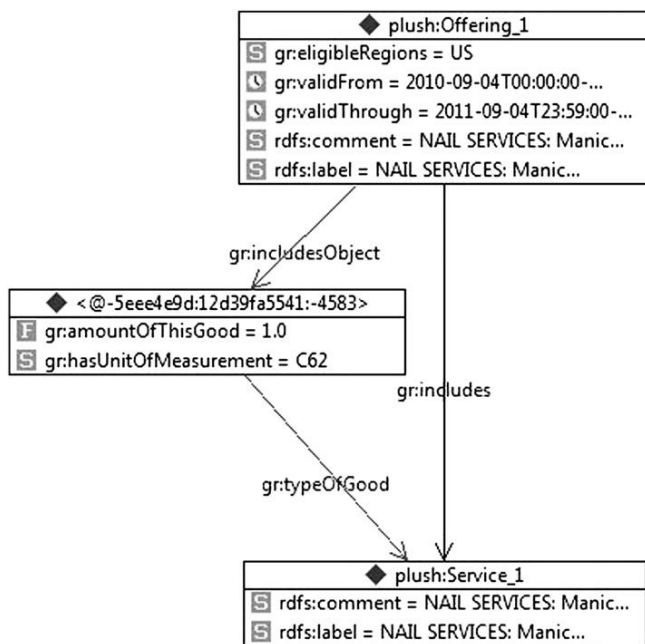 plush:Offering_1
gr:eligibleRegions = US
gr:validFrom = 2010-09-04T00:00:00-...
gr:validThrough = 2011-09-04T23:59:00-...
rdfs:comment = NAIL SERVICES: Manic...
rdfs:label = NAIL SERVICES: Manic...
gr:includesObject
<@-5eee4e9d:12d39fa5541:-4583>
F gr:amountOfThisGood = 1.0
S gr:hasUnitOfMeasurement = C62
gr:includes
gr:typeOfGood
plush:Service_1
S rdfs:comment = NAIL SERVICES: Manic...
S rdfs:label = NAIL SERVICES: Manic...